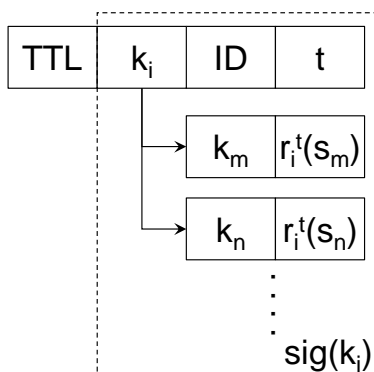 TTL k_i ID t
k_m r_i^t(s_m)
k_n r_i^t(s_n)
sig(k_i)